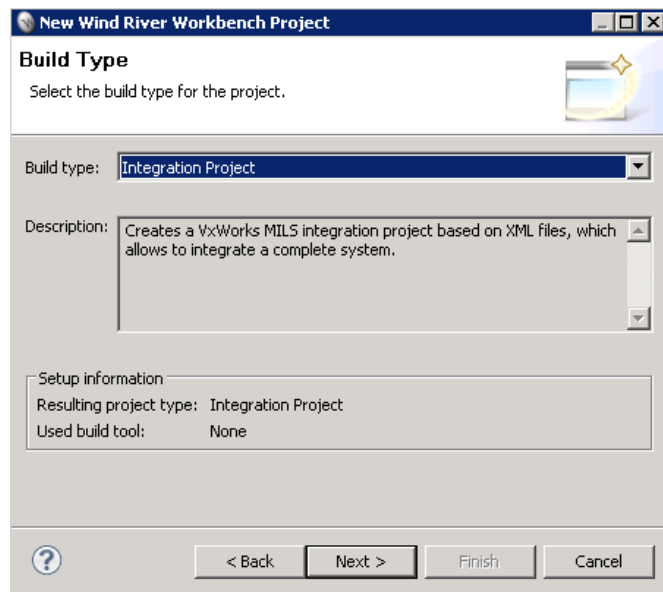 New Wind River Workbench Project
Build Type
Select the build type for the project.
Build type: Integration Project
Description: Creates a VxWorks MILS integration project based on XML files, which
allows to integrate a complete system.
Setup information
Resulting project type: Integration Project
Used build tool: None
? < Back Next > Finish Cancel